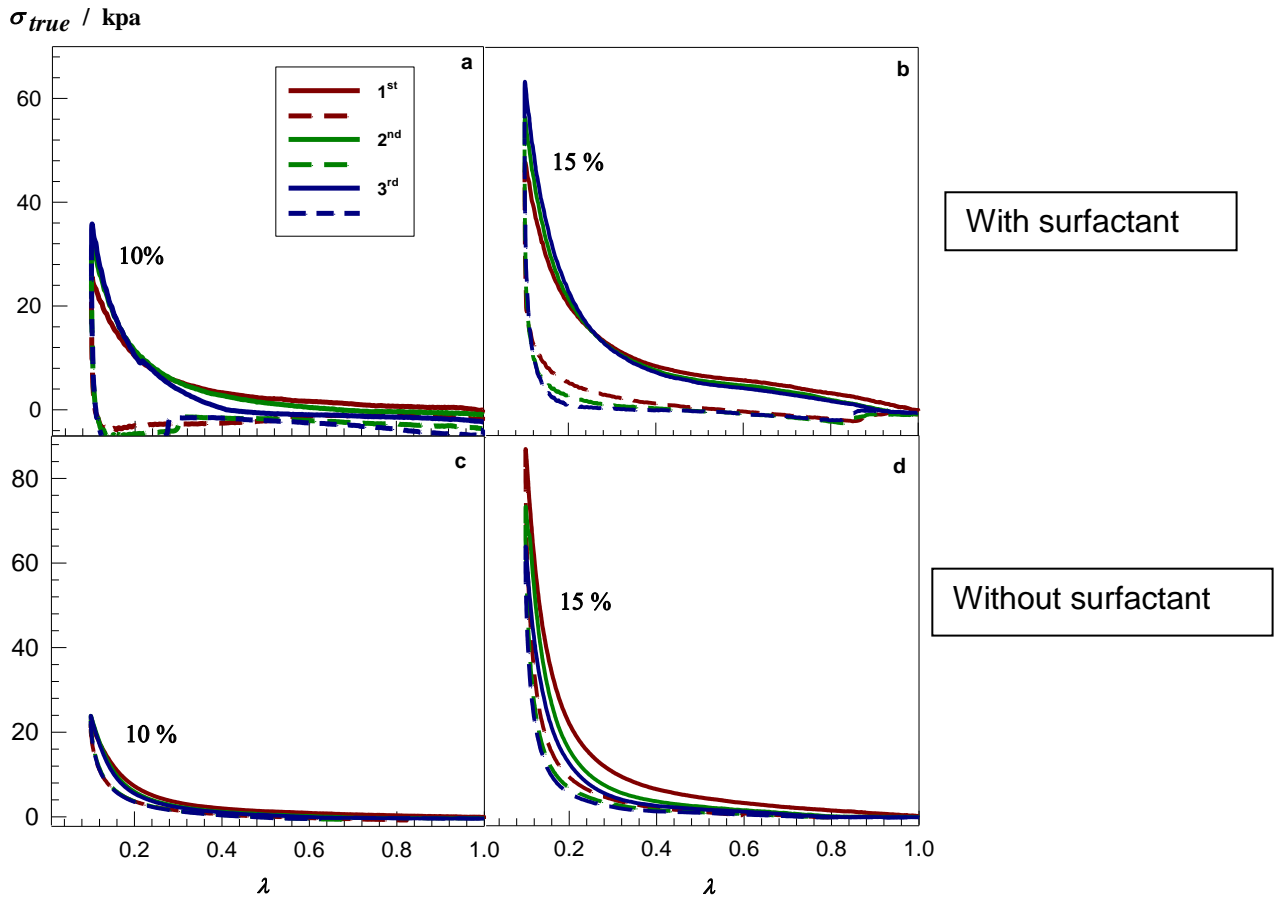 σtrue / kpa
a
b
1st
2nd
3rd
60
40
20
0
10%
15 %
With surfactant
c
d
80
60
40
20
0
10 %
15 %
Without surfactant
0.2 0.4 0.6 0.8 1.0 0.2 0.4 0.6 0.8 1.0
λ λ